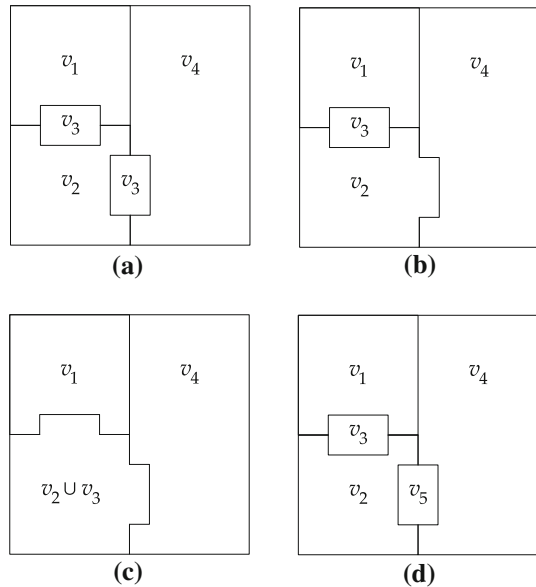 v₁ v₄
v₃
v₂ v₃
(a)
v₁ v₄
v₃
v₂
(b)
v₁ v₄
v₂ ∪ v₃
(c)
v₁ v₄
v₃
v₂ v₅
(d)